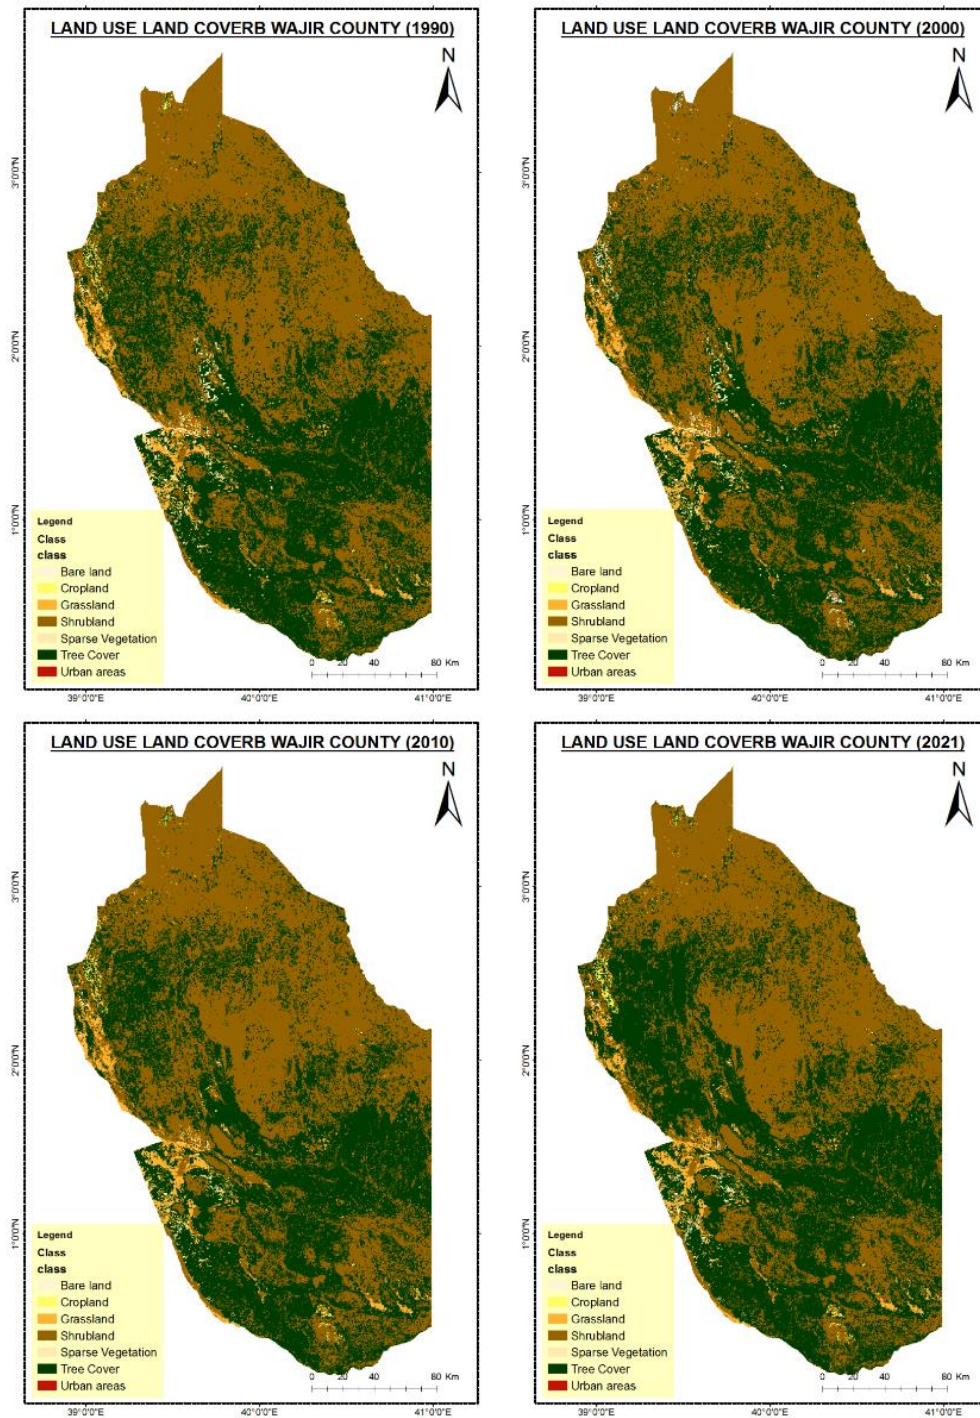 LAND USE LAND COVERB WAJIR COUNTY (1990)
N
3°0'0"N
2°0'0"N
1°0'0"N
Legend
Class
class
Bare land
Cropland
Grassland
Shrubland
Sparse Vegetation
Tree Cover
Urban areas
0 20 40 80 Km
39°0'0"E 40°0'0"E 41°0'0"E
LAND USE LAND COVERB WAJIR COUNTY (2000)
N
3°0'0"N
2°0'0"N
1°0'0"N
Legend
Class
class
Bare land
Cropland
Grassland
Shrubland
Sparse Vegetation
Tree Cover
Urban areas
0 20 40 80 Km
39°0'0"E 40°0'0"E 41°0'0"E
LAND USE LAND COVERB WAJIR COUNTY (2010)
N
3°0'0"N
2°0'0"N
1°0'0"N
Legend
Class
class
Bare land
Cropland
Grassland
Shrubland
Sparse Vegetation
Tree Cover
Urban areas
0 20 40 80 Km
39°0'0"E 40°0'0"E 41°0'0"E
LAND USE LAND COVERB WAJIR COUNTY (2021)
N
3°0'0"N
2°0'0"N
1°0'0"N
Legend
Class
class
Bare land
Cropland
Grassland
Shrubland
Sparse Vegetation
Tree Cover
Urban areas
0 20 40 80 Km
39°0'0"E 40°0'0"E 41°0'0"E